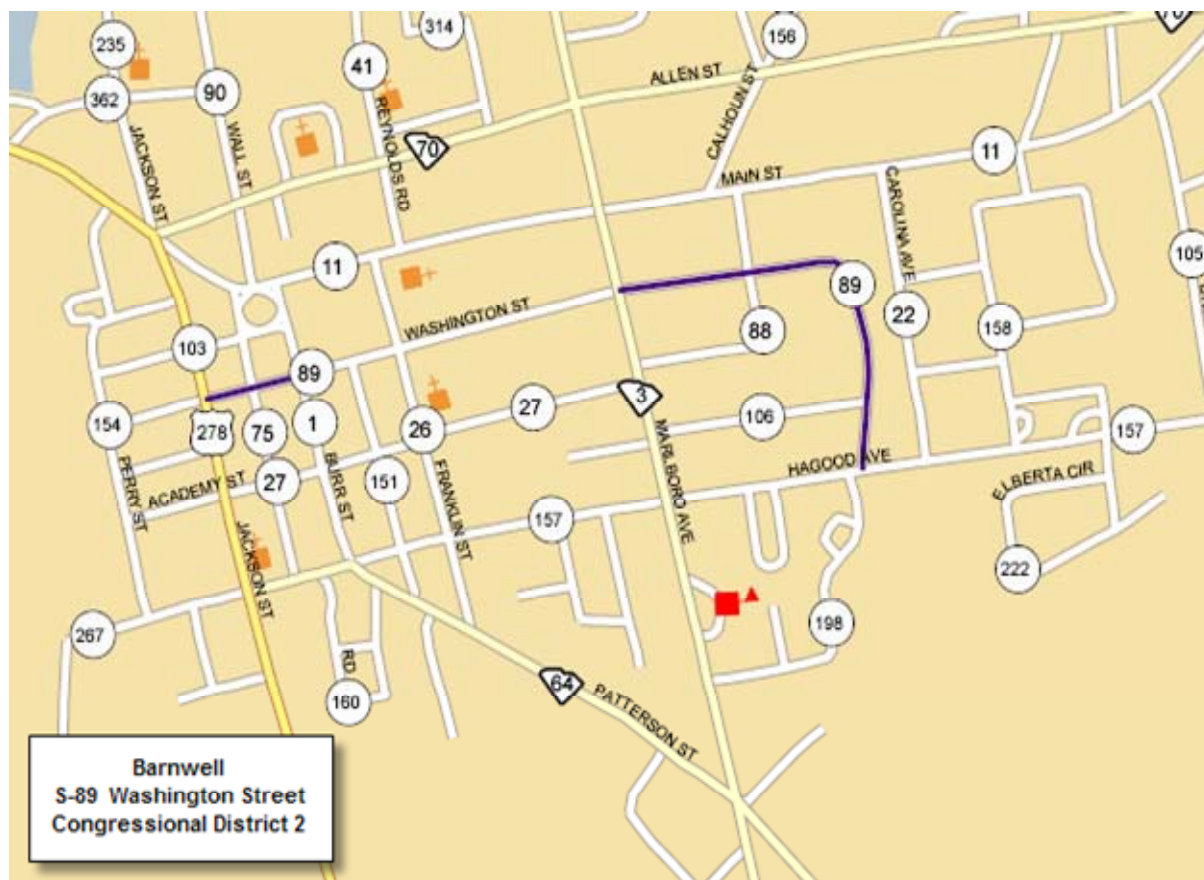 235
314
156
70
41
362
90
ALLEN ST
JACKSON ST
WALL ST
REYNOLDS RD
70
CALHOUN ST
11
MAIN ST
CAROLINA AVE
105
11
89
WASHINGTON ST
22
158
88
103
89
3
154
278
75
1
26
27
106
157
MARLBORO AVE
HAGOOD AVE
PERRY ST
ACADEMY ST
27
BURR ST
151
FRANKLIN ST
ELBERTA CIR
157
JACKSON ST
222
267
198
RD
160
64
PATTERSON ST
Barnwell
S-89 Washington Street
Congressional District 2